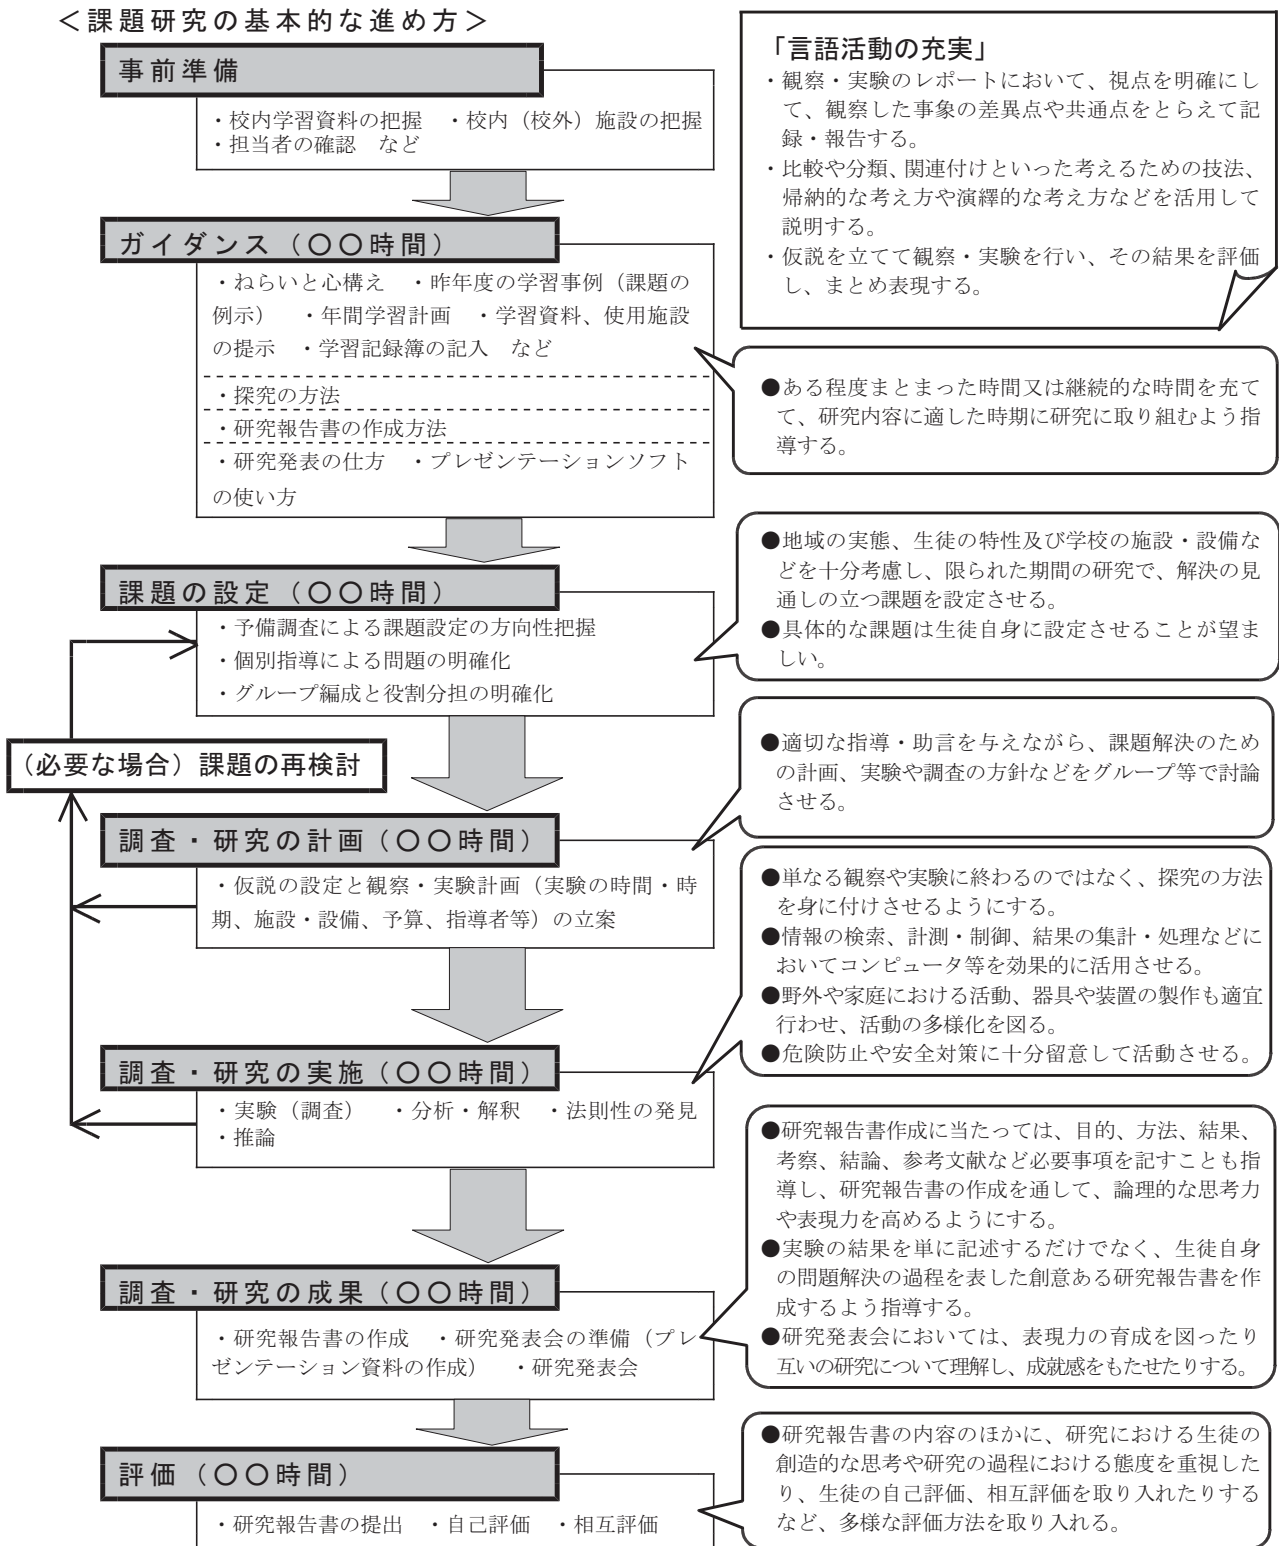 ＜課題研究の基本的な進め方＞
事前準備
・校内学習資料の把握　・校内（校外）施設の把握
・担当者の確認　など
ガイダンス（〇〇時間）
・ねらいと心構え　・昨年度の学習事例（課題の
例示）　・年間学習計画　・学習資料、使用施設
の提示　・学習記録簿の記入　など
・探究の方法
・研究報告書の作成方法
・研究発表の仕方　・プレゼンテーションソフト
の使い方
課題の設定（〇〇時間）
・予備調査による課題設定の方向性把握
・個別指導による問題の明確化
・グループ編成と役割分担の明確化
（必要な場合）課題の再検討
調査・研究の計画（〇〇時間）
・仮説の設定と観察・実験計画（実験の時間・時
期、施設・設備、予算、指導者等）の立案
調査・研究の実施（〇〇時間）
・実験（調査）　・分析・解釈　・法則性の発見
・推論
調査・研究の成果（〇〇時間）
・研究報告書の作成　・研究発表会の準備（プレ
ゼンテーション資料の作成）　・研究発表会
評価（〇〇時間）
・研究報告書の提出　・自己評価　・相互評価
「言語活動の充実」
・観察・実験のレポートにおいて、視点を明確にし
て、観察した事象の差異点や共通点をとらえて記
録・報告する。
・比較や分類、関連付けといった考えるための技法、
帰納的な考え方や演繹的な考え方などを活用して
説明する。
・仮説を立てて観察・実験を行い、その結果を評価
し、まとめ表現する。
●ある程度まとまった時間又は継続的な時間を充て
て、研究内容に適した時期に研究に取り組むよう指
導する。
●地域の実態、生徒の特性及び学校の施設・設備な
どを十分考慮し、限られた期間の研究で、解決の見
通しの立つ課題を設定させる。
●具体的な課題は生徒自身に設定させることが望ま
しい。
●適切な指導・助言を与えながら、課題解決のため
の計画、実験や調査の方針などをグループ等で討論
させる。
●単なる観察や実験に終わるのではなく、探究の方法
を身に付けさせるようにする。
●情報の検索、計測・制御、結果の集計・処理などに
おいてコンピュータ等を効果的に活用させる。
●野外や家庭における活動、器具や装置の製作も適宜
行わせ、活動の多様化を図る。
●危険防止や安全対策に十分留意して活動させる。
●研究報告書作成に当たっては、目的、方法、結果、
考察、結論、参考文献など必要事項を記すことも指
導し、研究報告書の作成を通して、論理的な思考力
や表現力を高めるようにする。
●実験の結果を単に記述するだけでなく、生徒自身
の問題解決の過程を表した創意ある研究報告書を作
成するよう指導する。
●研究発表会においては、表現力の育成を図ったり
互いの研究について理解し、成就感をもたせたりする。
●研究報告書の内容のほかに、研究における生徒の
創造的な思考や研究の過程における態度を重視した
り、生徒の自己評価、相互評価を取り入れたりする
など、多様な評価方法を取り入れる。